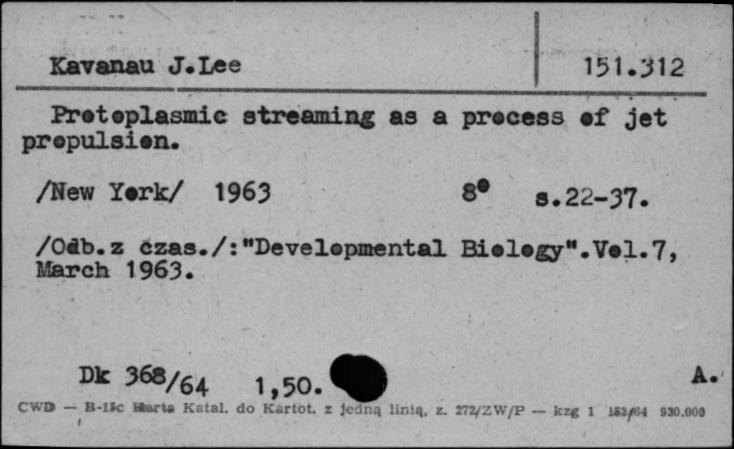 Kavanau J.Lee 151.312
Protoplasmic streaming as a process of jet
propulsion.
/New York/ 1963 8° s.22-37.
/Odb.z czas./:"Developmental Biology".Vol.7,
March 1963.
Dk 368/64 1,50. A.
CWD — B-15c Karta Katal. do Kartot. z jedną linią. z. 272/ZW/P — kzg 1 153/64 930.000